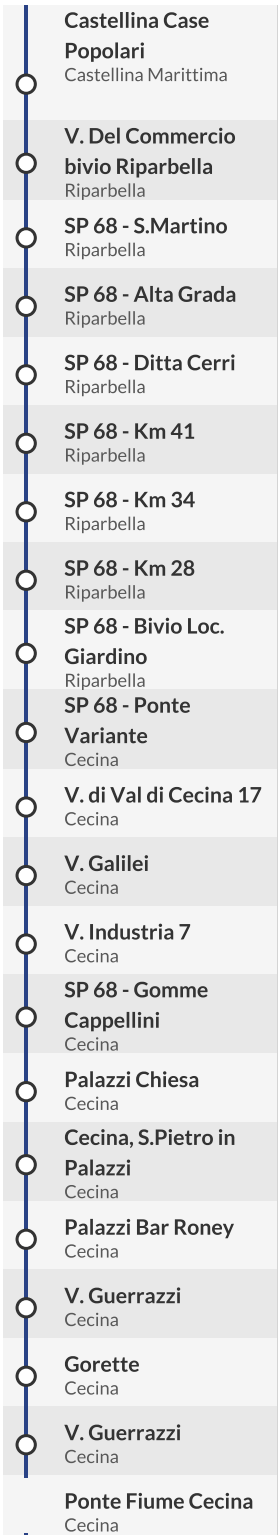 Castellina Case
Popolari
Castellina Marittima
V. Del Commercio
bivio Riparbella
Riparbella
SP 68 - S.Martino
Riparbella
SP 68 - Alta Grada
Riparbella
SP 68 - Ditta Cerri
Riparbella
SP 68 - Km 41
Riparbella
SP 68 - Km 34
Riparbella
SP 68 - Km 28
Riparbella
SP 68 - Bivio Loc.
Giardino
Riparbella
SP 68 - Ponte
Variante
Cecina
V. di Val di Cecina 17
Cecina
V. Galilei
Cecina
V. Industria 7
Cecina
SP 68 - Gomme
Cappellini
Cecina
Palazzi Chiesa
Cecina
Cecina, S.Pietro in
Palazzi
Cecina
Palazzi Bar Roney
Cecina
V. Guerrazzi
Cecina
Gorette
Cecina
V. Guerrazzi
Cecina
Ponte Fiume Cecina
Cecina